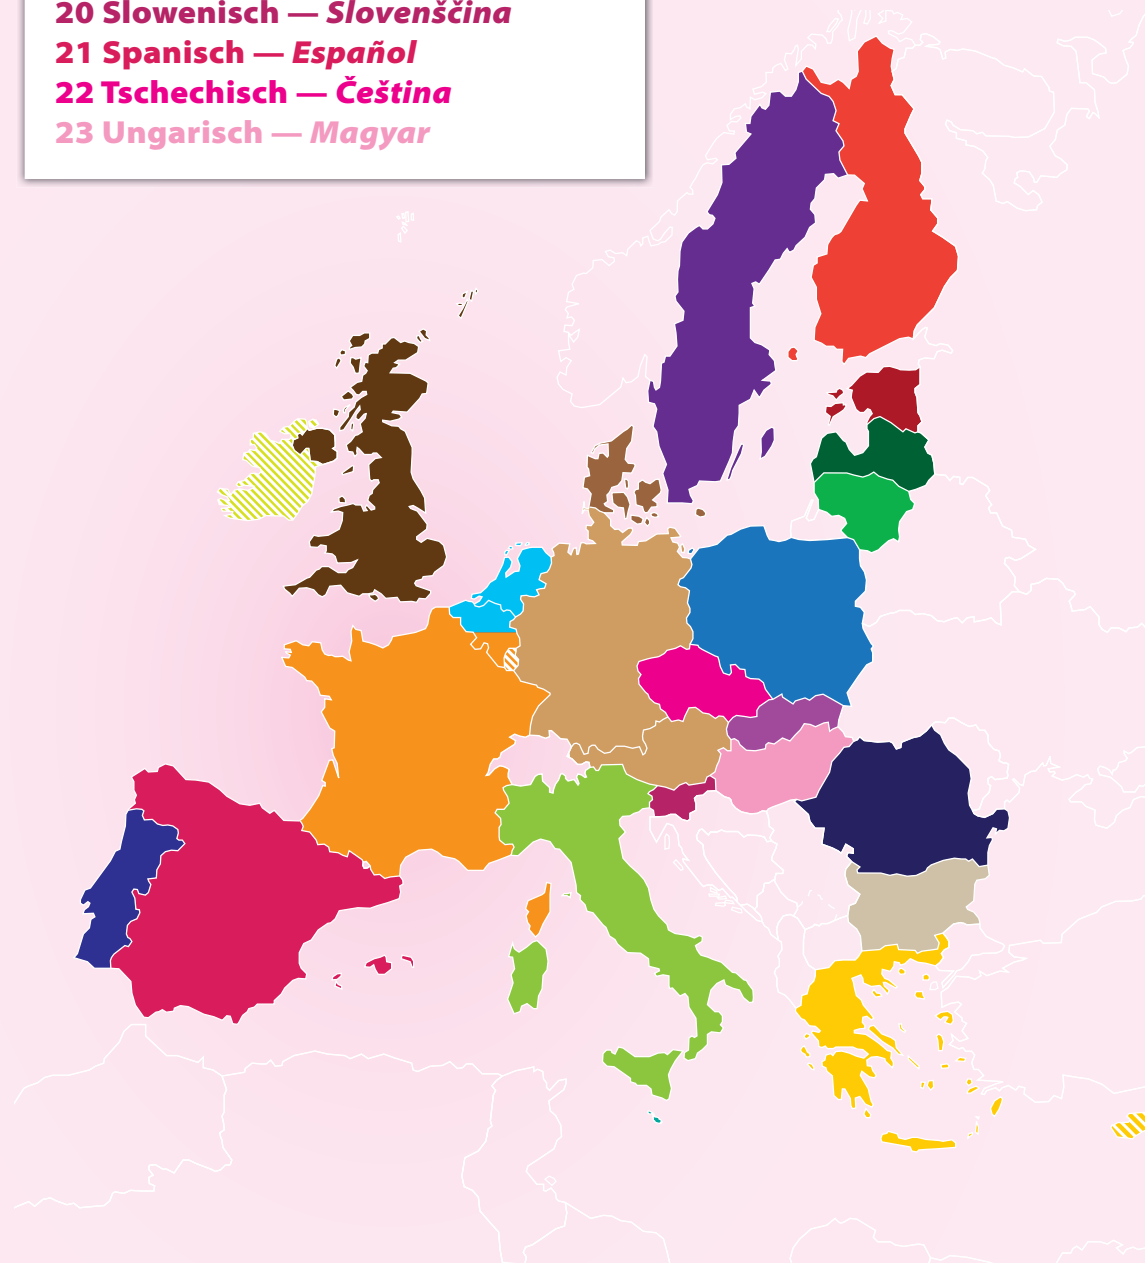 20 Slowenisch — Slovenščina
21 Spanisch — Español
22 Tschechisch — Čeština
23 Ungarisch — Magyar